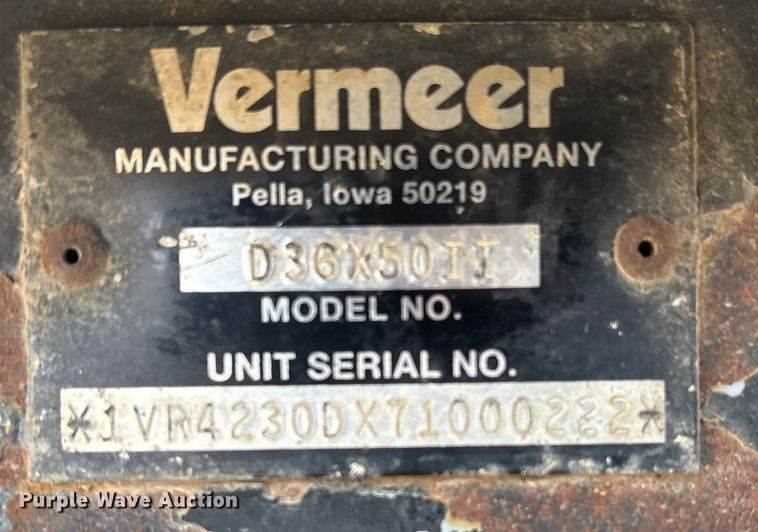 Vermeer
MANUFACTURING COMPANY
Pella, Iowa 50219
D36X50II
MODEL NO.
UNIT SERIAL NO.
*1VR4230DX71000222*
Purple Wave Auction